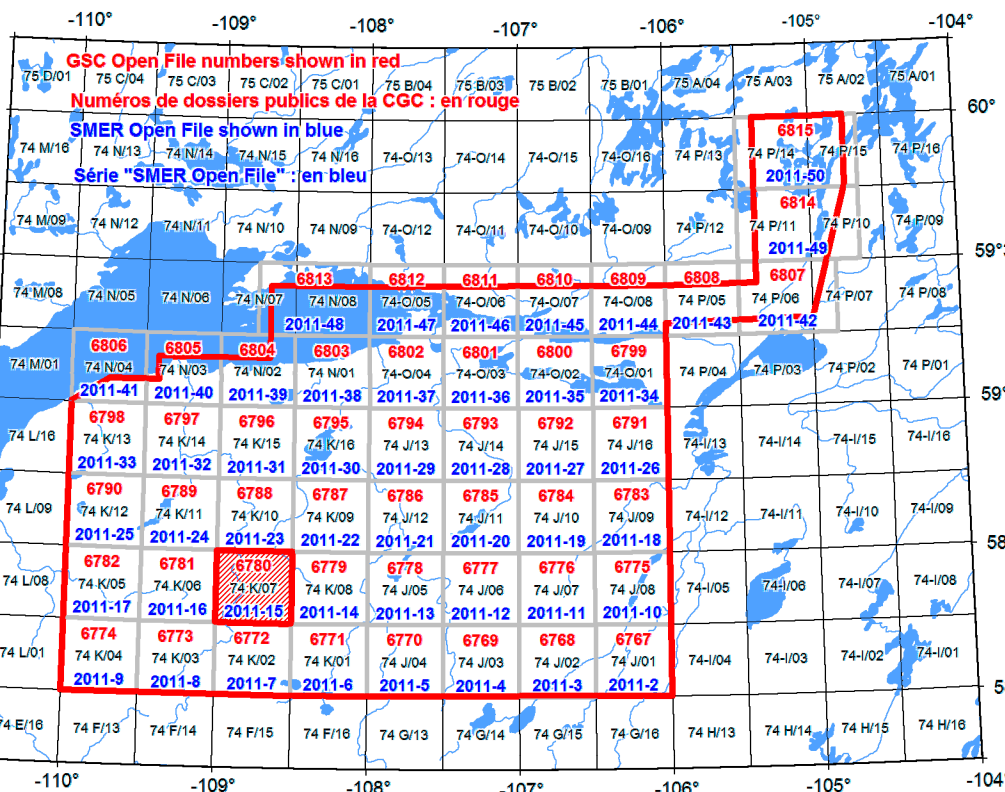 -110° -109° -108° -107° -106° -105° -104°
GSC Open File numbers shown in red
75 D/01 75 C/04 75 C/03 75 C/02 75 C/01 75 B/04 75 B/03 75 B/02 75 B/01 75 A/04 75 A/03 75 A/02 75 A/01
Numéros de dossiers publics de la CGC : en rouge
60°
SMER Open File shown in blue
6815
74 M/16 74 N/13 74 N/14 74 N/15 74 N/16 74-O/13 74-O/14 74-O/15 74-O/16 74 P/13 74 P/14 74 P/15 74 P/16
Série "SMER Open File" : en bleu
2011-50
6814
74 M/09 74 N/12 74 N/11 74 N/10 74 N/09 74-O/12 74-O/11 74-O/10 74-O/09 74 P/12 74 P/11 74 P/10 74 P/09
2011-49
59°
6813 6812 6811 6810 6809 6808 6807
74 M/08 74 N/05 74 N/06 74 N/07 74 N/08 74-O/05 74-O/06 74-O/07 74-O/08 74 P/05 74 P/06 74 P/07 74 P/08
2011-48 2011-47 2011-46 2011-45 2011-44 2011-43 2011-42
6806 6805 6804 6803 6802 6801 6800 6799
74 M/01 74 N/04 74 N/03 74 N/02 74 N/01 74-O/04 74-O/03 74-O/02 74-O/01 74 P/04 74 P/03 74 P/02 74 P/01
2011-41 2011-40 2011-39 2011-38 2011-37 2011-36 2011-35 2011-34
59°
6798 6797 6796 6795 6794 6793 6792 6791
74 L/16 74 K/13 74 K/14 74 K/15 74 K/16 74 J/13 74 J/14 74 J/15 74 J/16 74-I/13 74-I/14 74-I/15 74-I/16
2011-33 2011-32 2011-31 2011-30 2011-29 2011-28 2011-27 2011-26
6790 6789 6788 6787 6786 6785 6784 6783
74 L/09 74 K/12 74 K/11 74 K/10 74 K/09 74 J/12 74 J/11 74 J/10 74 J/09 74-I/12 74-I/11 74-I/10 74-I/09
2011-25 2011-24 2011-23 2011-22 2011-21 2011-20 2011-19 2011-18
58
6782 6781 6780 6779 6778 6777 6776 6775
74 L/08 74 K/05 74 K/06 74 K/07 74 K/08 74 J/05 74 J/06 74 J/07 74 J/08 74-I/05 74-I/06 74-I/07 74-I/08
2011-17 2011-16 2011-15 2011-14 2011-13 2011-12 2011-11 2011-10
6774 6773 6772 6771 6770 6769 6768 6767
74 L/01 74 K/04 74 K/03 74 K/02 74 K/01 74 J/04 74 J/03 74 J/02 74 J/01 74-I/04 74-I/03 74-I/02 74-I/01
2011-9 2011-8 2011-7 2011-6 2011-5 2011-4 2011-3 2011-2
74 F/13 74 F/14 74 F/15 74 F/16 74 G/13 74 G/14 74 G/15 74 G/16 74 H/13 74 H/14 74 H/15 74 H/16
-110° -109° -108° -107° -106° -105° -104°